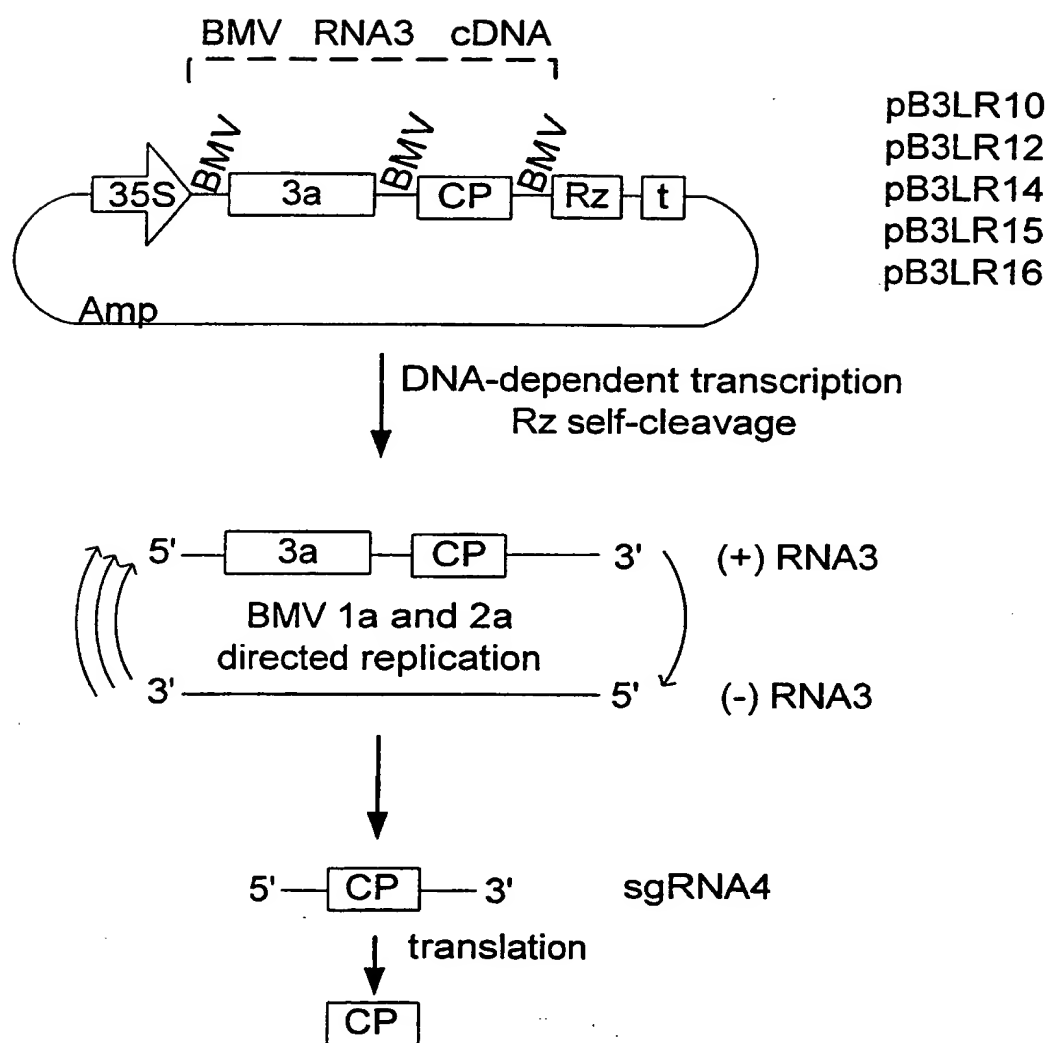 BMV RNA3 cDNA
pB3LR10
pB3LR12
pB3LR14
pB3LR15
pB3LR16
35S BMV 3a BMV CP BMV Rz t
Amp
DNA-dependent transcription
Rz self-cleavage
5' 3a CP 3' (+) RNA3
BMV 1a and 2a
directed replication
3' 5' (-) RNA3
5' CP 3' sgRNA4
translation
CP